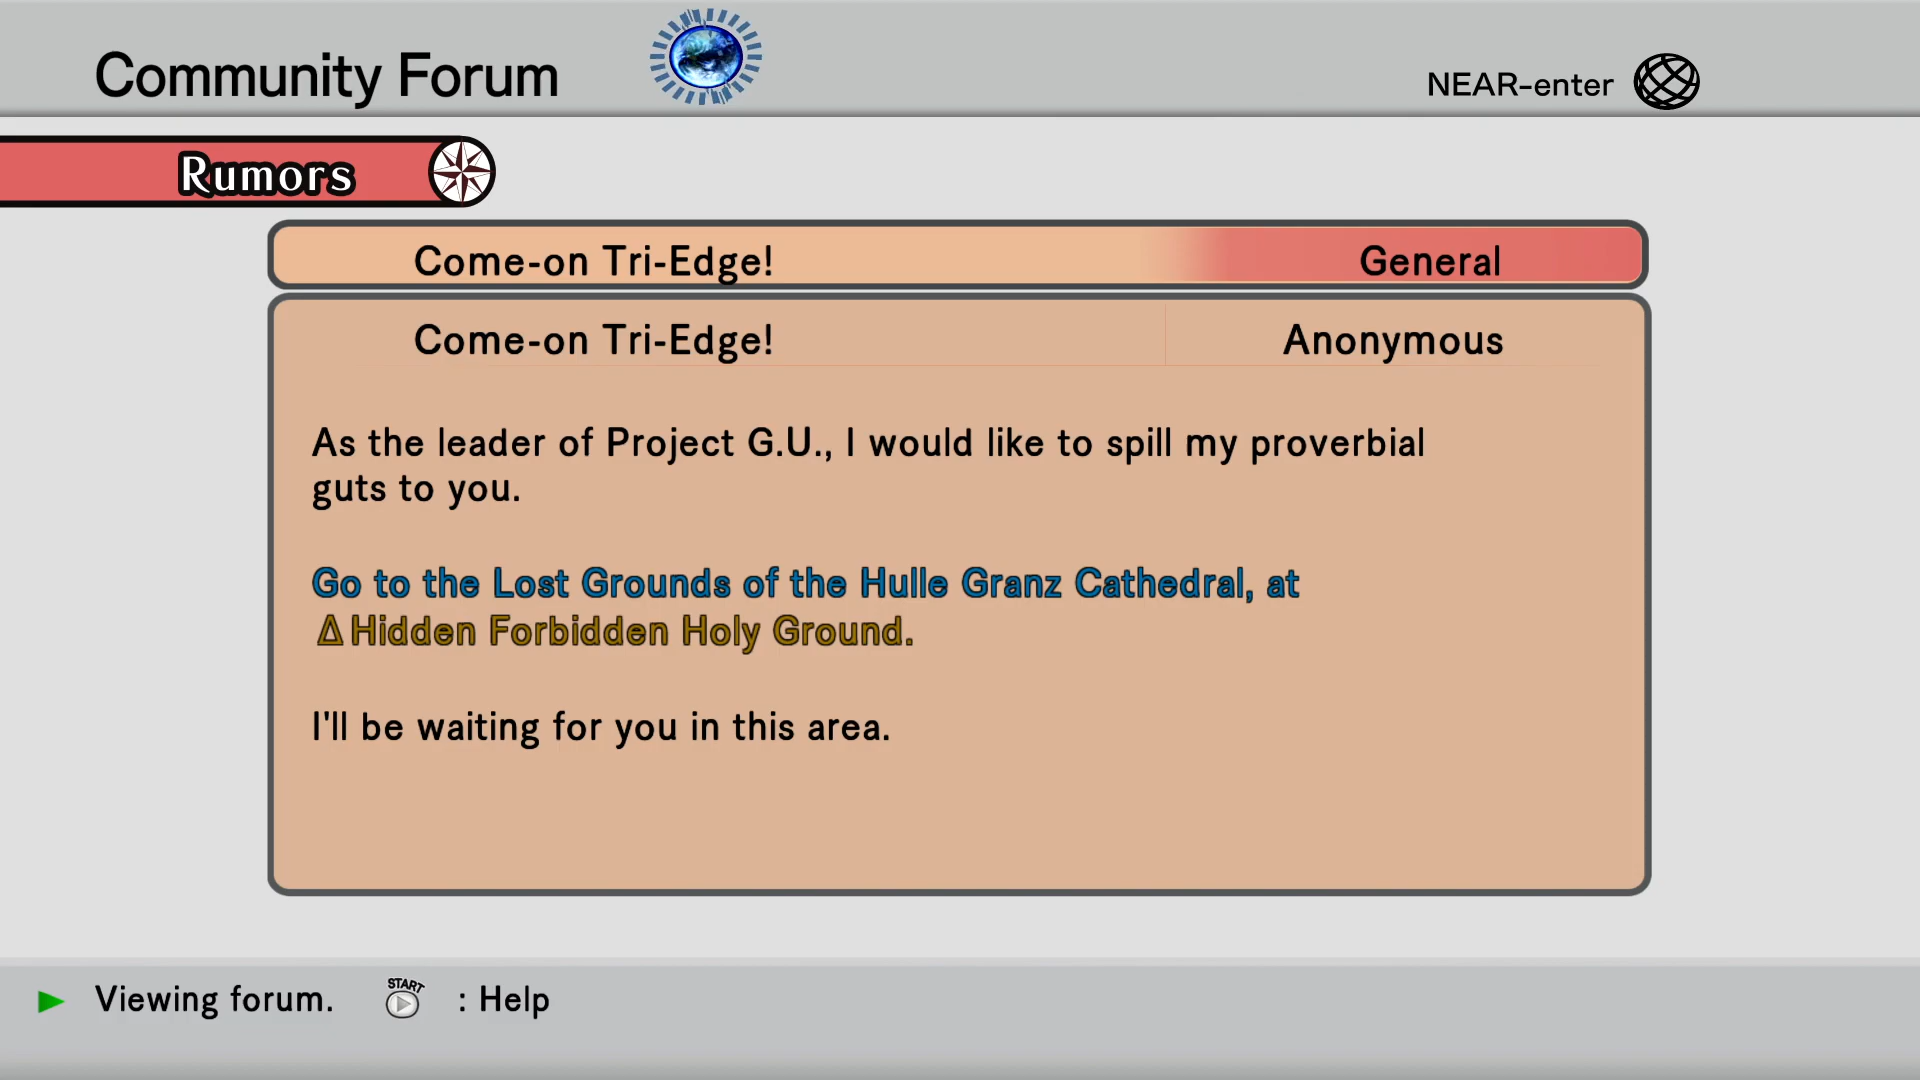 Community Forum
NEAR-enter
Rumors
Come-on Tri-Edge!
General
Come-on Tri-Edge!
Anonymous
As the leader of Project G.U., I would like to spill my proverbial
guts to you.
Go to the Lost Grounds of the Hulle Granz Cathedral, at
Δ Hidden Forbidden Holy Ground.
I'll be waiting for you in this area.
Viewing forum.
START
: Help